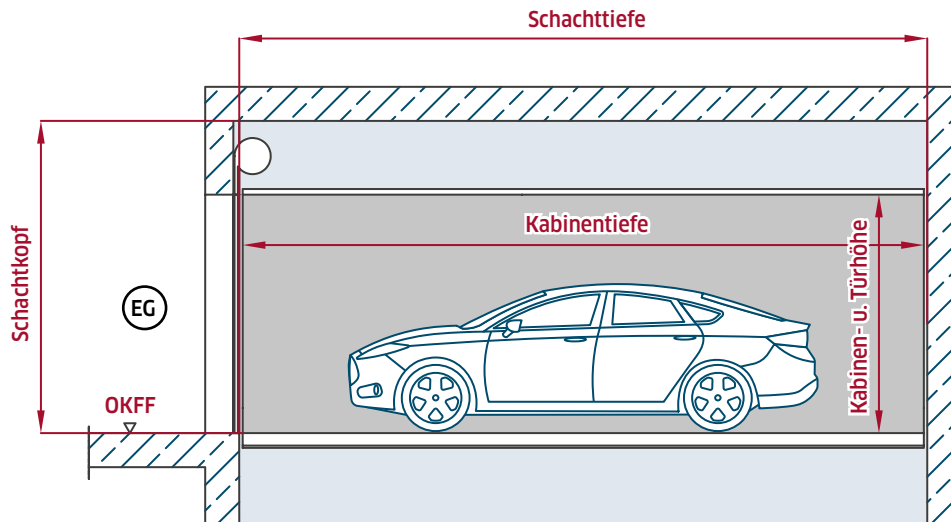 Schachttiefe
Kabinentiefe
Kabinen- u. Türhöhe
Schachtkopf
EG
OKFF